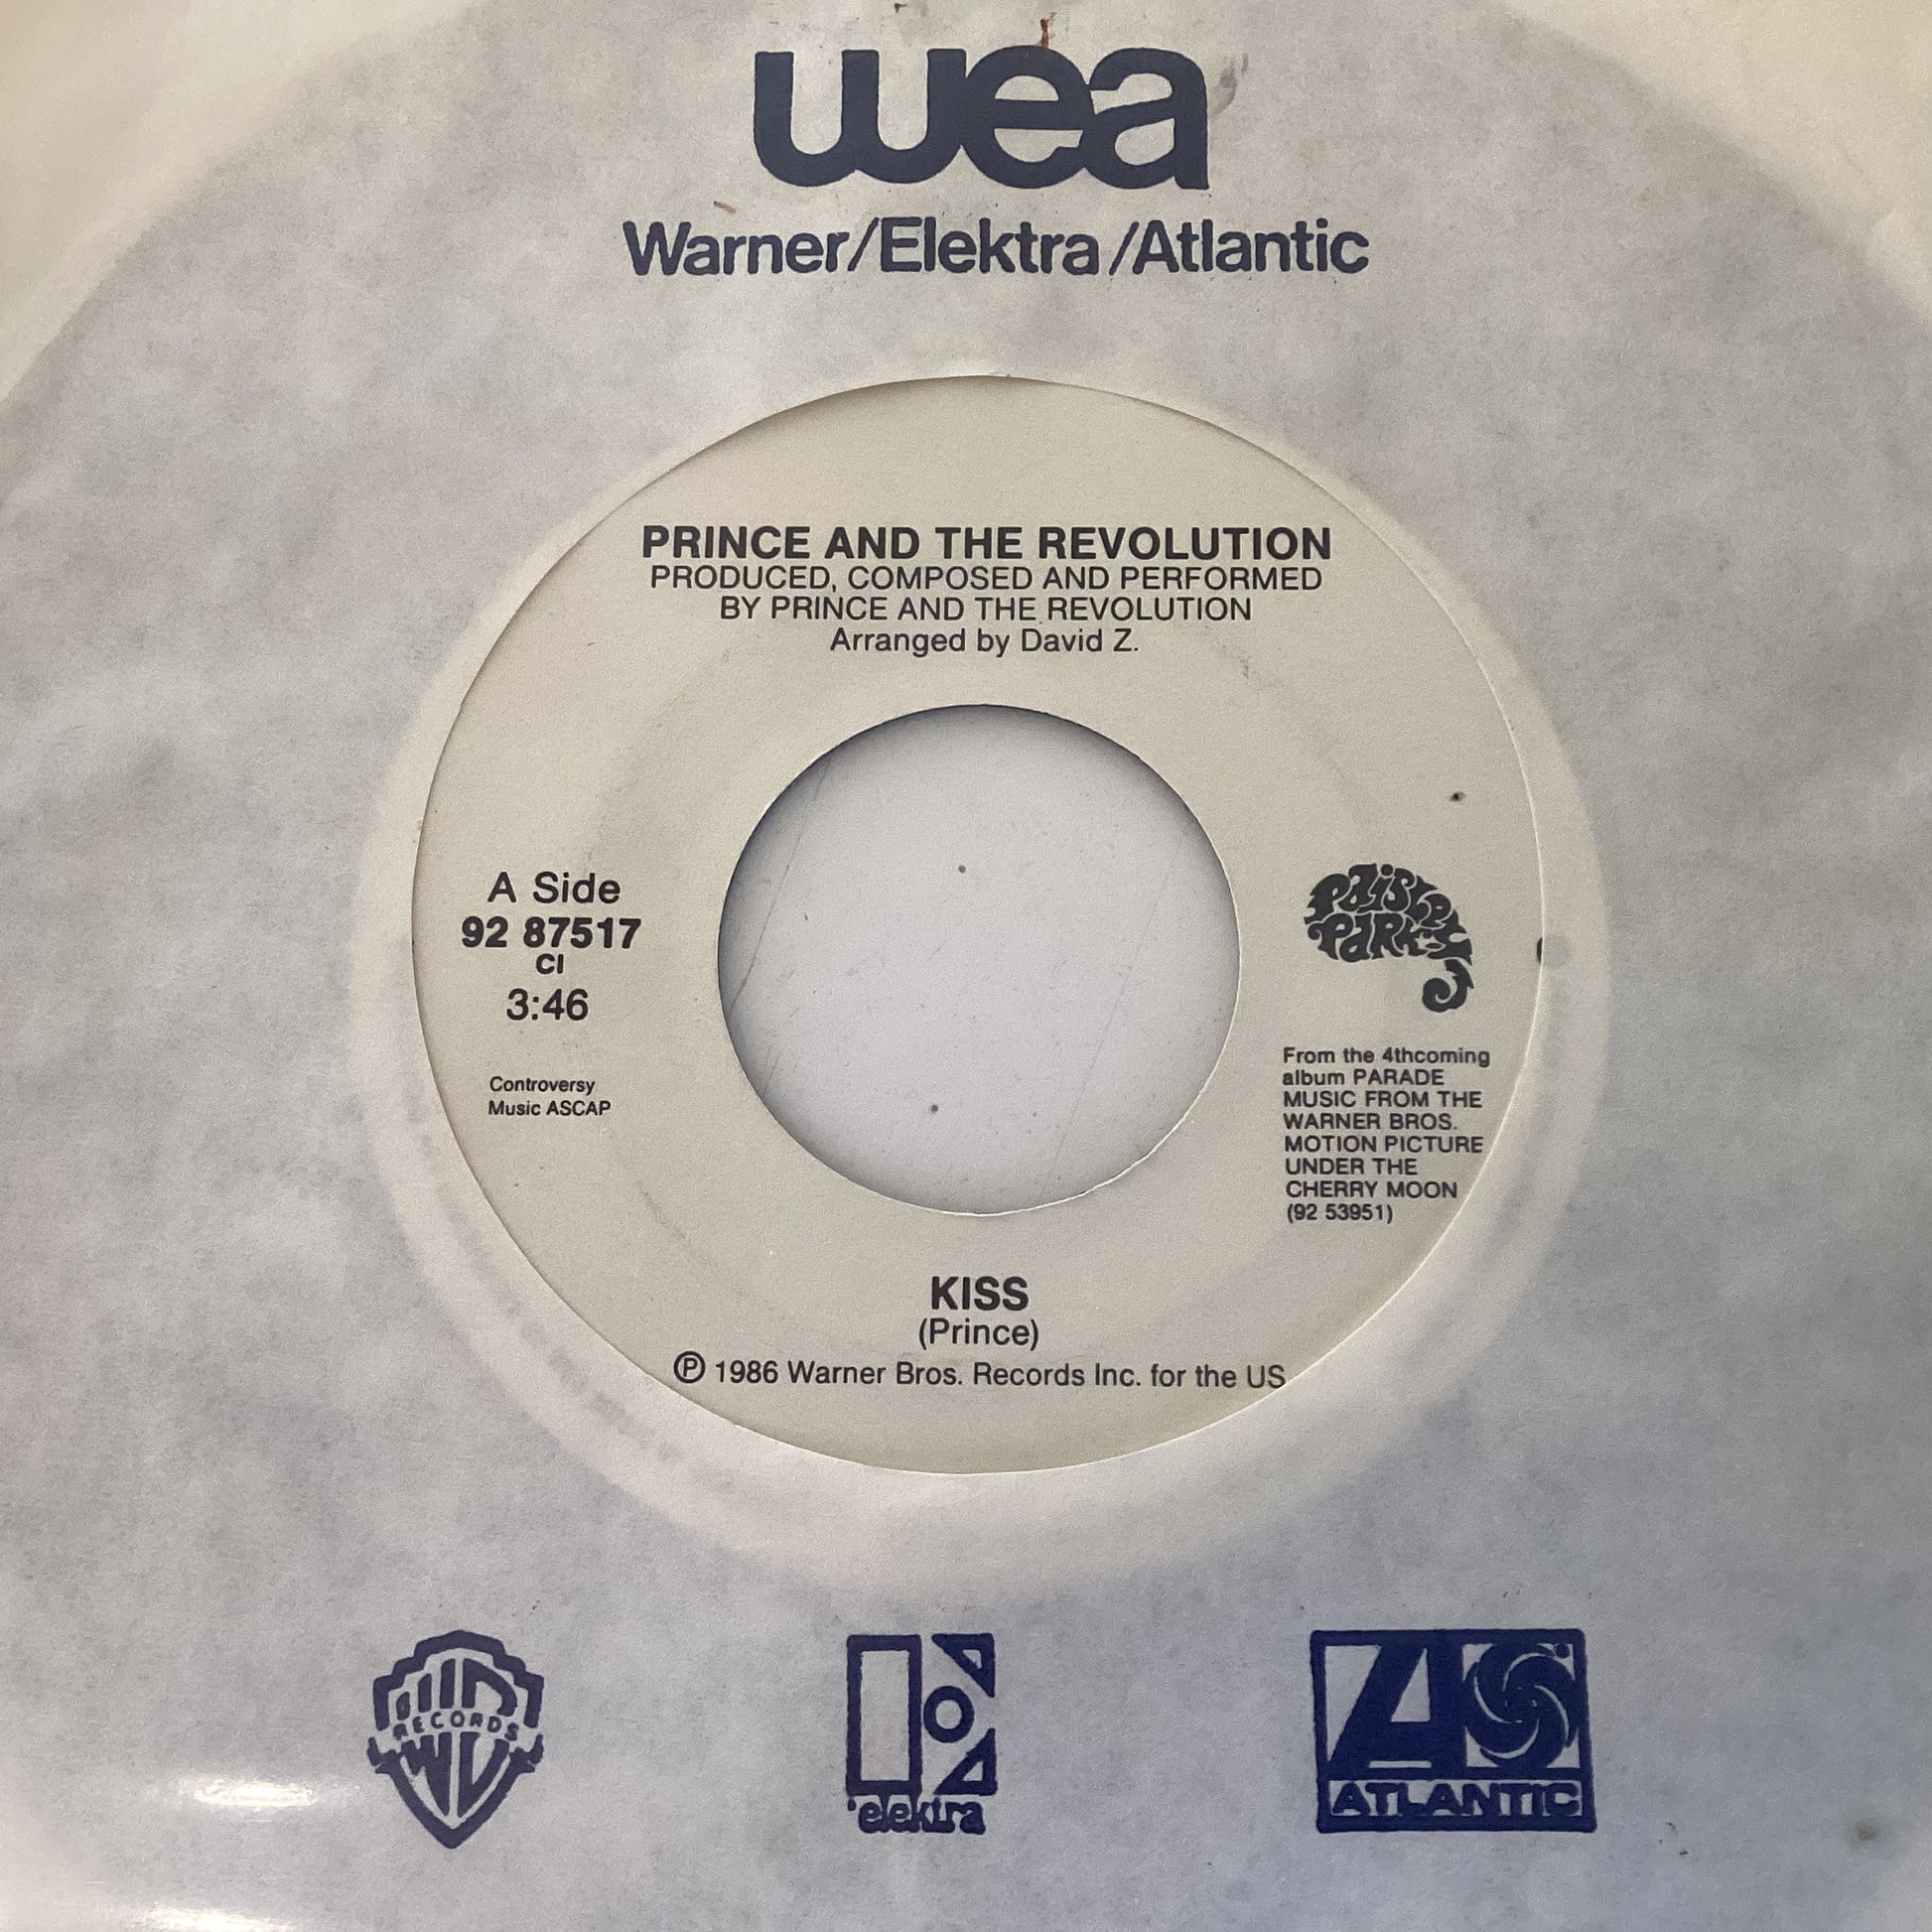 wea
Warner/Elektra/Atlantic
PRINCE AND THE REVOLUTION
PRODUCED, COMPOSED AND PERFORMED
BY PRINCE AND THE REVOLUTION
Arranged by David Z.
A Side
92 87517
CI
3:46
Controversy
Music ASCAP
PAISLEY
PARK
From the 4thcoming
album PARADE
MUSIC FROM THE
WARNER BROS.
MOTION PICTURE
UNDER THE
CHERRY MOON
(92 53951)
KISS
(Prince)
℗ 1986 Warner Bros. Records Inc. for the US
RECORDS
elektra
ATLANTIC